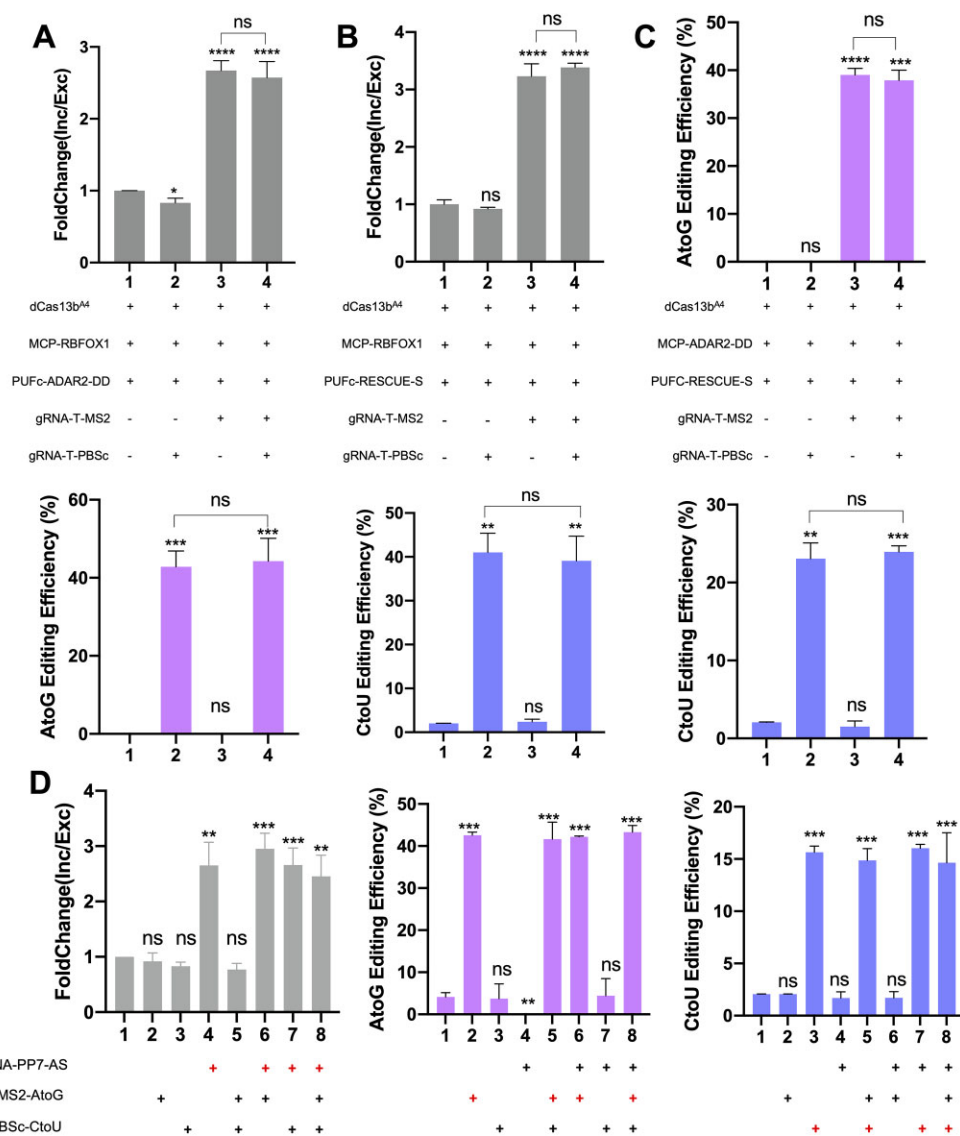 A
B
C
ns
ns
ns
**** ****
**** ****
**** ***
FoldChange(Inc/Exc)
FoldChange(Inc/Exc)
AtoG Editing Efficiency (%)
3
2
1
0
4
3
2
1
0
50
40
30
20
10
0
*
ns
ns
1 2 3 4
1 2 3 4
1 2 3 4
dCas13b^A4 + + + +
MCP-RBFOX1 + + + +
PUFc-ADAR2-DD + + + +
gRNA-T-MS2 - - + +
gRNA-T-PBSc - + - +
dCas13b^A4 + + + +
MCP-RBFOX1 + + + +
PUFc-RESCUE-S + + + +
gRNA-T-MS2 - - + +
gRNA-T-PBSc - + - +
dCas13b^A4 + + + +
MCP-ADAR2-DD + + + +
PUFC-RESCUE-S + + + +
gRNA-T-MS2 - - + +
gRNA-T-PBSc - + - +
AtoG Editing Efficiency (%)
60
40
20
0
ns
*** ns ***
1 2 3 4
CtoU Editing Efficiency (%)
50
40
30
20
10
0
ns
** ns **
1 2 3 4
CtoU Editing Efficiency (%)
30
20
10
0
ns
** ns ***
1 2 3 4
D
FoldChange(Inc/Exc)
4
3
2
1
0
ns ns ** ns *** *** **
1 2 3 4 5 6 7 8
AtoG Editing Efficiency (%)
50
40
30
20
10
0
*** ns ** *** *** ns ***
1 2 3 4 5 6 7 8
CtoU Editing Efficiency (%)
20
15
10
5
0
ns *** ns *** ns *** ***
1 2 3 4 5 6 7 8
NA-PP7-AS + + + + + + + + + + + +
MS2-AtoG + + + + + + + + + + + +
BSc-CtoU + + + + + + + + + + + +